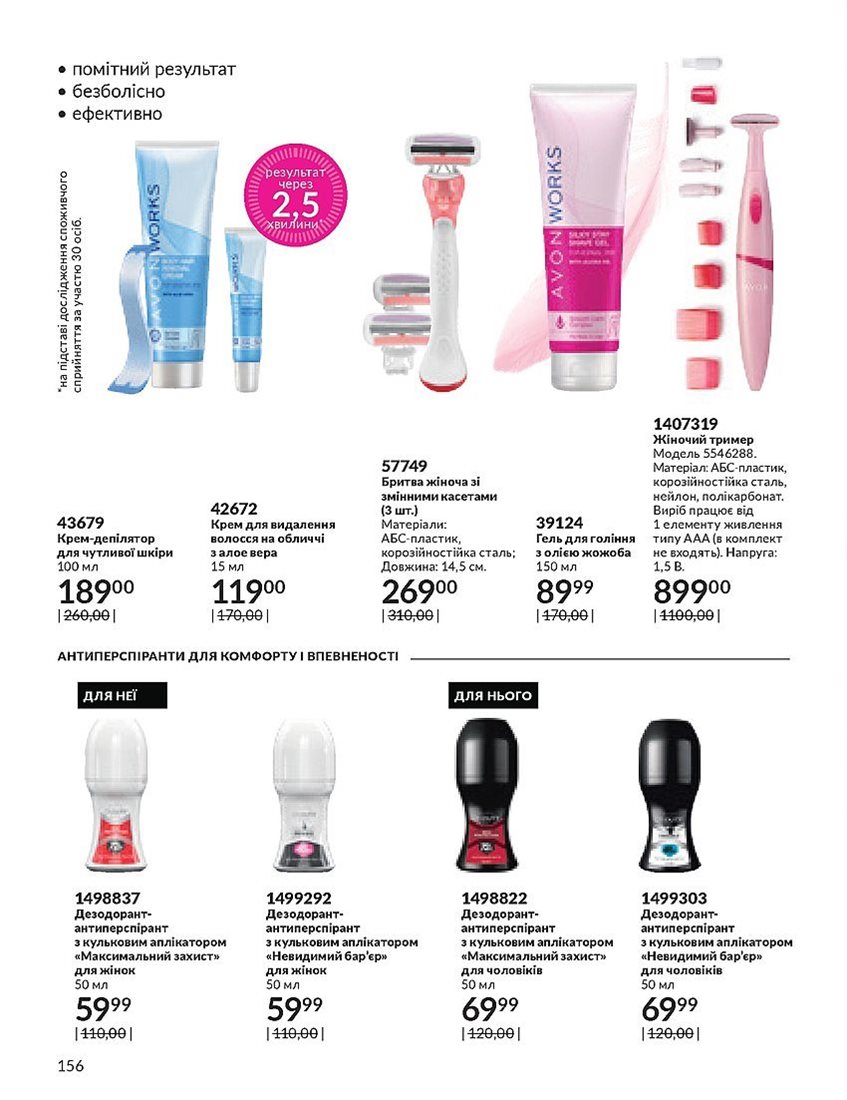 • помітний результат
• безболісно
• ефективно
*на підставі дослідження споживчого
сприйняття за участю 30 осіб.
результат
через
2,5
хвилини
AVON WORKS
AVON WORKS
AVON WORKS
SILKY STAY
SHAVE GEL
AVON
43679
Крем-депілятор
для чутливої шкіри
100 мл
189 00
|260,00|
42672
Крем для видалення
волосся на обличчі
з алое вера
15 мл
119 00
|170,00|
57749
Бритва жіноча зі
змінними касетами
(3 шт.)
Матеріали:
АБС-пластик,
корозійностійка сталь;
Довжина: 14,5 см.
269 00
|310,00|
39124
Гель для гоління
з олією жожоба
150 мл
89 99
|170,00|
1407319
Жіночий тример
Модель 5546288.
Матеріал: АБС-пластик,
корозійностійка сталь,
нейлон, полікарбонат.
Виріб працює від
1 елементу живлення
типу ААА (в комплект
не входять). Напруга:
1,5 В.
899 00
|1100,00|
АНТИПЕРСПІРАНТИ ДЛЯ КОМФОРТУ І ВПЕВНЕНОСТІ
ДЛЯ НЕЇ
ДЛЯ НЬОГО
1498837
Дезодорант-
антиперспірант
з кульковим аплікатором
«Максимальний захист»
для жінок
50 мл
59 99
|110,00|
1499292
Дезодорант-
антиперспірант
з кульковим аплікатором
«Невидимий бар’єр»
для жінок
50 мл
59 99
|110,00|
1498822
Дезодорант-
антиперспірант
з кульковим аплікатором
«Максимальний захист»
для чоловіків
50 мл
69 99
|120,00|
1499303
Дезодорант-
антиперспірант
з кульковим аплікатором
«Невидимий бар’єр»
для чоловіків
50 мл
69 99
|120,00|
156